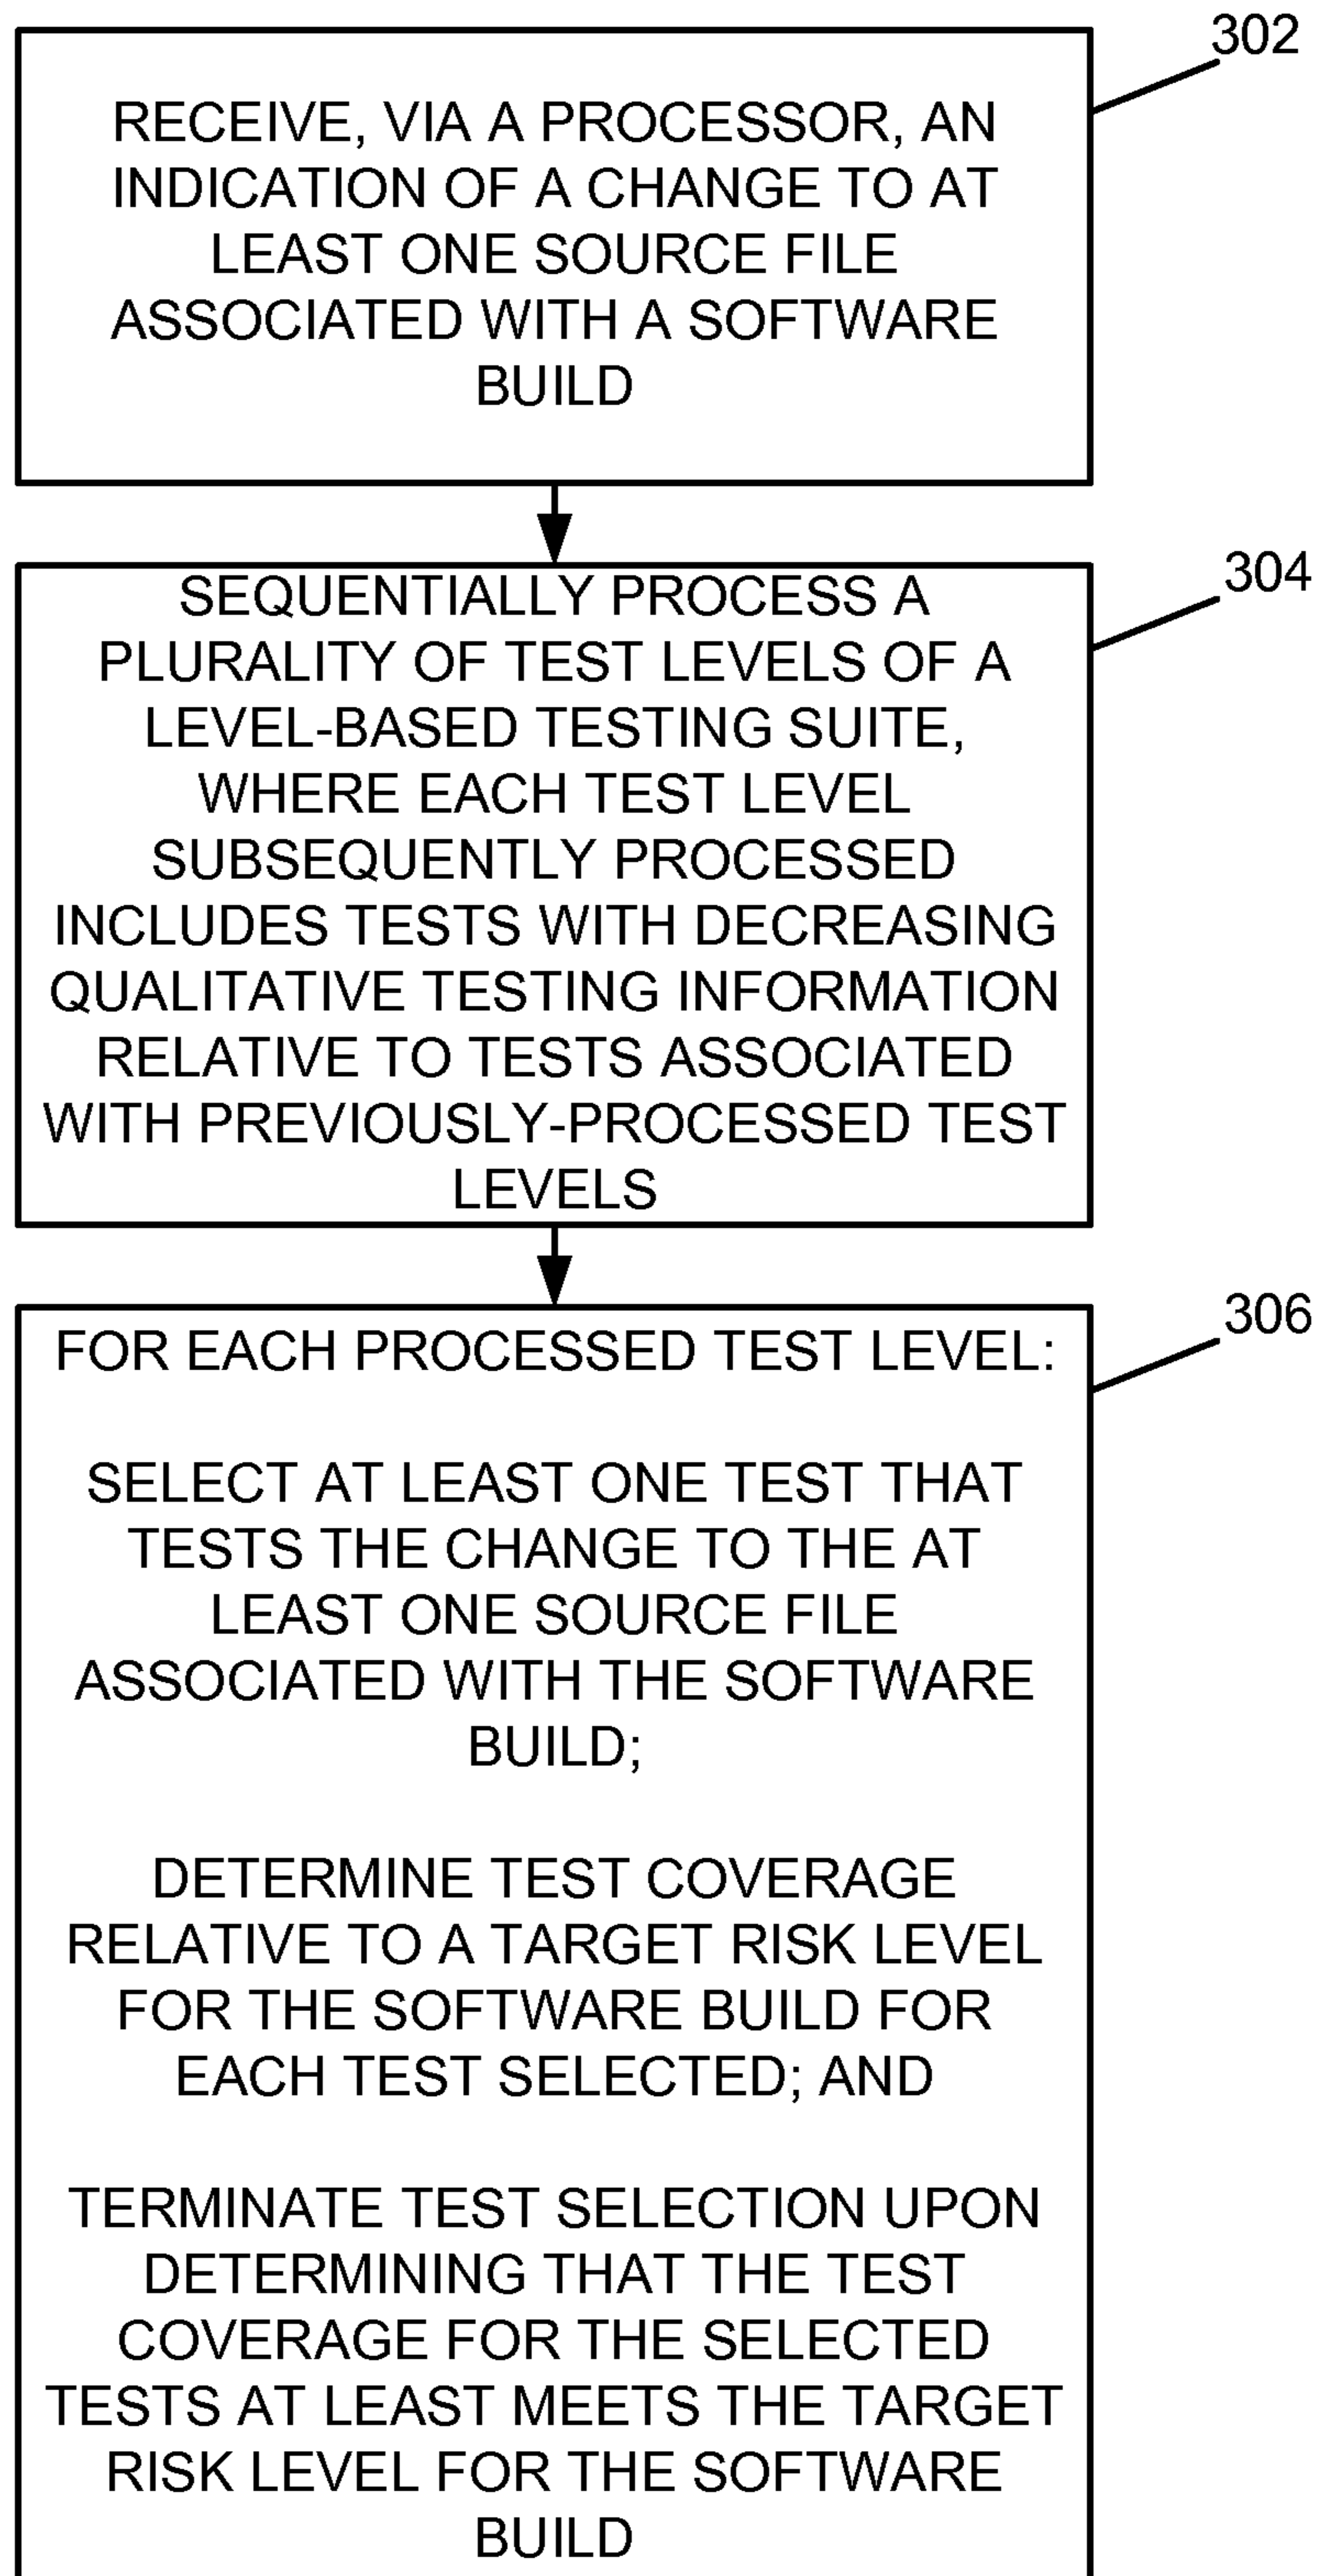 302
RECEIVE, VIA A PROCESSOR, AN
INDICATION OF A CHANGE TO AT
LEAST ONE SOURCE FILE
ASSOCIATED WITH A SOFTWARE
BUILD
304
SEQUENTIALLY PROCESS A
PLURALITY OF TEST LEVELS OF A
LEVEL-BASED TESTING SUITE,
WHERE EACH TEST LEVEL
SUBSEQUENTLY PROCESSED
INCLUDES TESTS WITH DECREASING
QUALITATIVE TESTING INFORMATION
RELATIVE TO TESTS ASSOCIATED
WITH PREVIOUSLY-PROCESSED TEST
LEVELS
306
FOR EACH PROCESSED TEST LEVEL:
SELECT AT LEAST ONE TEST THAT
TESTS THE CHANGE TO THE AT
LEAST ONE SOURCE FILE
ASSOCIATED WITH THE SOFTWARE
BUILD;
DETERMINE TEST COVERAGE
RELATIVE TO A TARGET RISK LEVEL
FOR THE SOFTWARE BUILD FOR
EACH TEST SELECTED; AND
TERMINATE TEST SELECTION UPON
DETERMINING THAT THE TEST
COVERAGE FOR THE SELECTED
TESTS AT LEAST MEETS THE TARGET
RISK LEVEL FOR THE SOFTWARE
BUILD